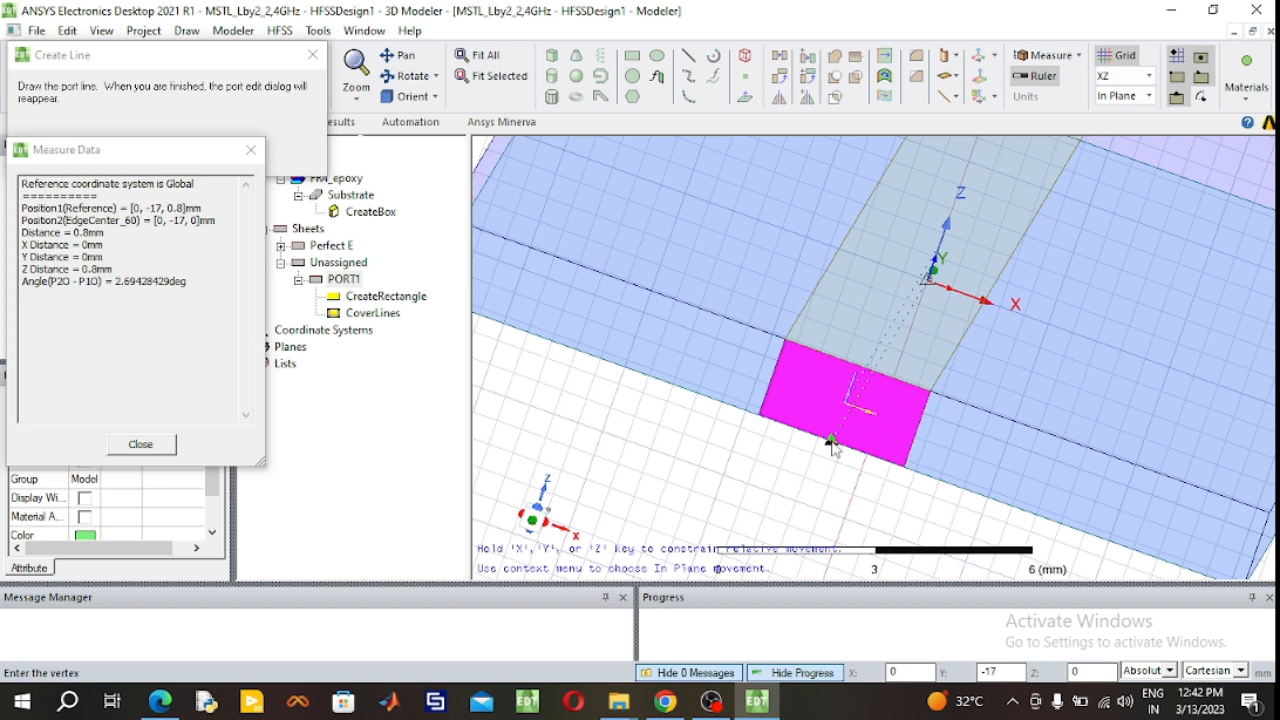 ANSYS Electronics Desktop 2021 R1 - MSTL_Lby2_2,4GHz - HFSSDesign1 - 3D Modeler - [MSTL_Lby2_2,4GHz - HFSSDesign1 - Modeler]
File Edit View Project Draw Modeler HFSS Tools Window Help
Create Line
Draw the port line. When you are finished, the port edit dialog will
reappear.
Zoom
Pan
Rotate
Orient
Fit All
Fit Selected
Measure
Ruler
Units
Grid
XZ
In Plane
Materials
Automation
Ansys Minerva
Measure Data
Reference coordinate system is Global
==========
Position1(Reference) = [0, -17, 0.8]mm
Position2(EdgeCenter_60) = [0, -17, 0]mm
Distance = 0.8mm
X Distance = 0mm
Y Distance = 0mm
Z Distance = 0.8mm
Angle(P2O - P1O) = 2.69428429deg
Close
FR4_epoxy
Substrate
CreateBox
Sheets
Perfect E
Unassigned
PORT1
CreateRectangle
CoverLines
Coordinate Systems
Planes
Lists
Z
Y
X
Group Model
Display Wi...
Material A...
Color
Attribute
z
x
Hold 'X','Y', or 'Z' key to constrain relative movement.
Use context menu to choose In Plane movement.
0 3 6 (mm)
Message Manager
Progress
Activate Windows
Go to Settings to activate Windows.
Enter the vertex
Hide 0 Messages
Hide Progress
X: 0 Y: -17 Z: 0 Absolut Cartesian mm
32°C
ENG
IN
12:42 PM
3/13/2023
1